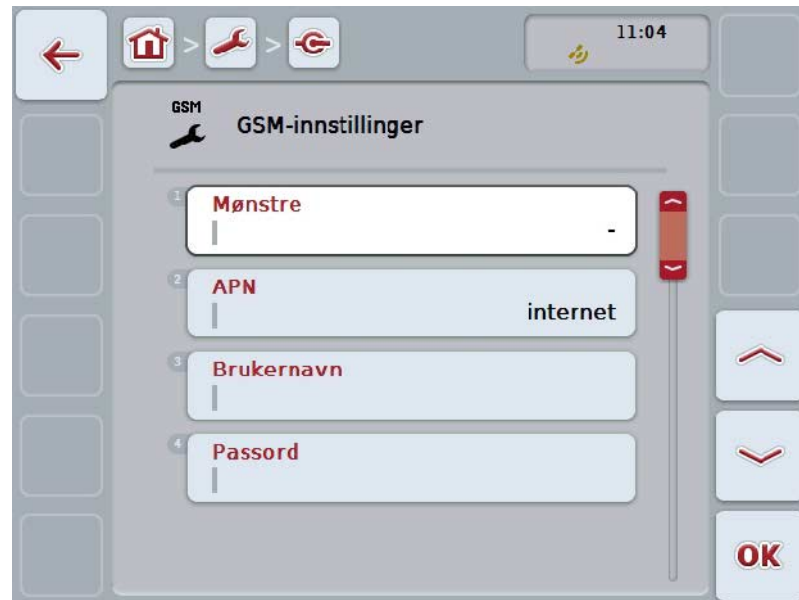 11:04
GSM
GSM-innstillinger
1
Mønstre
-
2
APN
internet
3
Brukernavn
4
Passord
OK